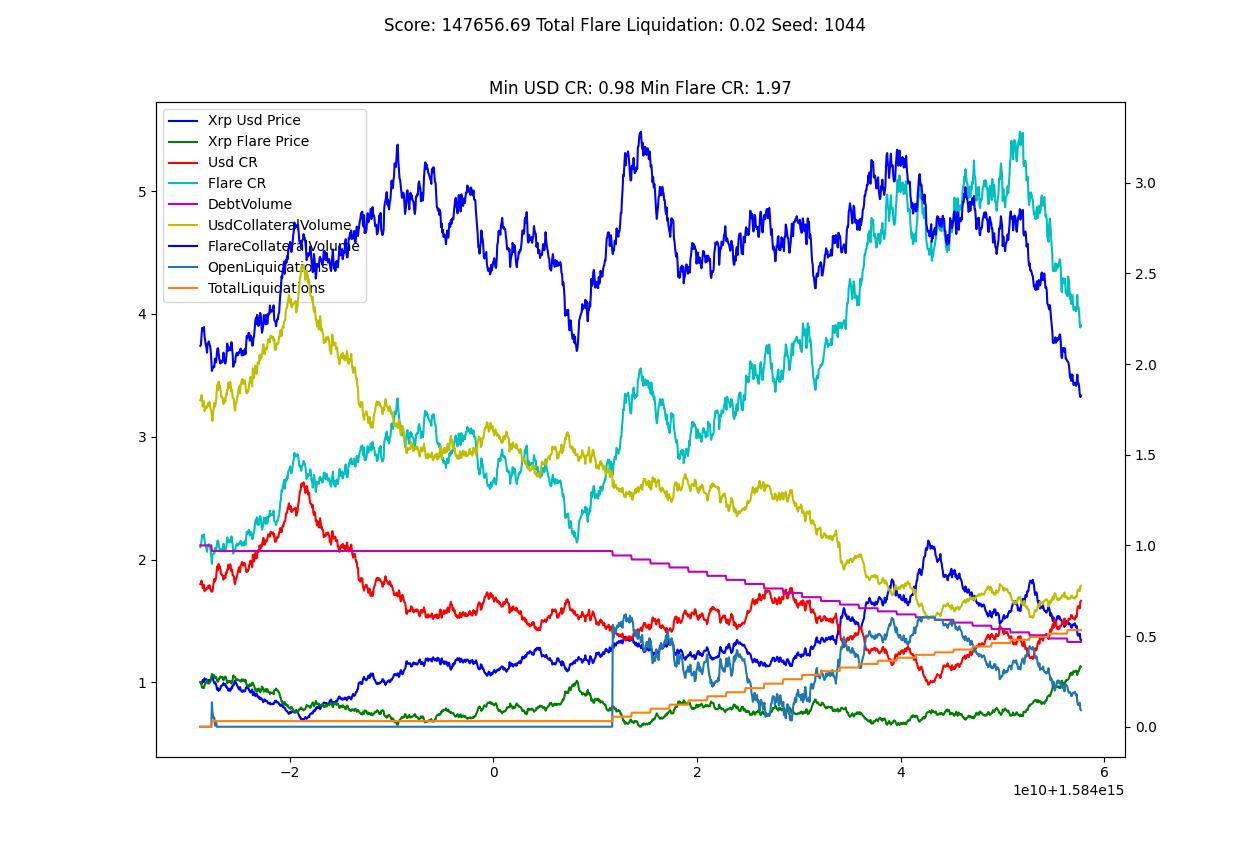 Score: 147656.69 Total Flare Liquidation: 0.02 Seed: 1044
Min USD CR: 0.98 Min Flare CR: 1.97
Xrp Usd Price
Xrp Flare Price
Usd CR
Flare CR
DebtVolume
UsdCollateralVolume
FlareCollateralVolume
OpenLiquidations
TotalLiquidations
5
4
3
2
1
3.0
2.5
2.0
1.5
1.0
0.5
0.0
−2 0 2 4 6
1e10+1.584e15